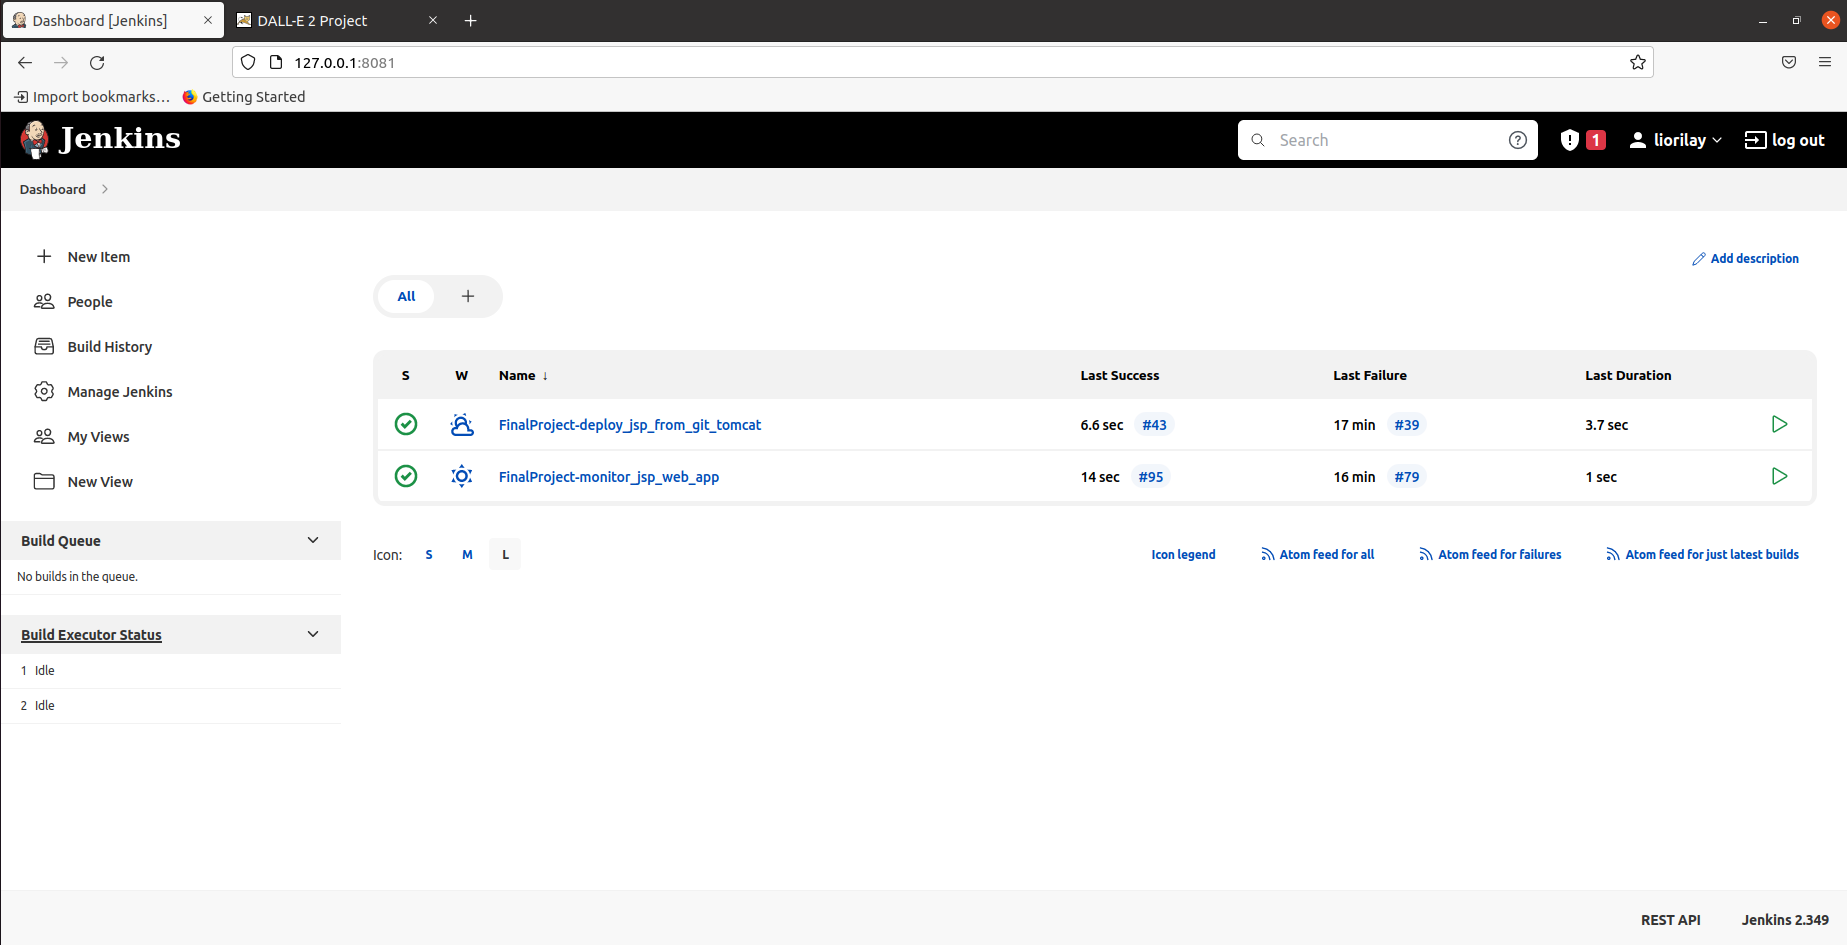 Dashboard [Jenkins]
DALL-E 2 Project
127.0.0.1:8081
Import bookmarks...
Getting Started
Jenkins
Search
1
liorilay
log out
Dashboard
New Item
People
Build History
Manage Jenkins
My Views
New View
Build Queue
No builds in the queue.
Build Executor Status
1 Idle
2 Idle
Add description
All
S W Name ↓ Last Success Last Failure Last Duration
FinalProject-deploy_jsp_from_git_tomcat 6.6 sec #43 17 min #39 3.7 sec
FinalProject-monitor_jsp_web_app 14 sec #95 16 min #79 1 sec
Icon: S M L
Icon legend Atom feed for all Atom feed for failures Atom feed for just latest builds
REST API Jenkins 2.349